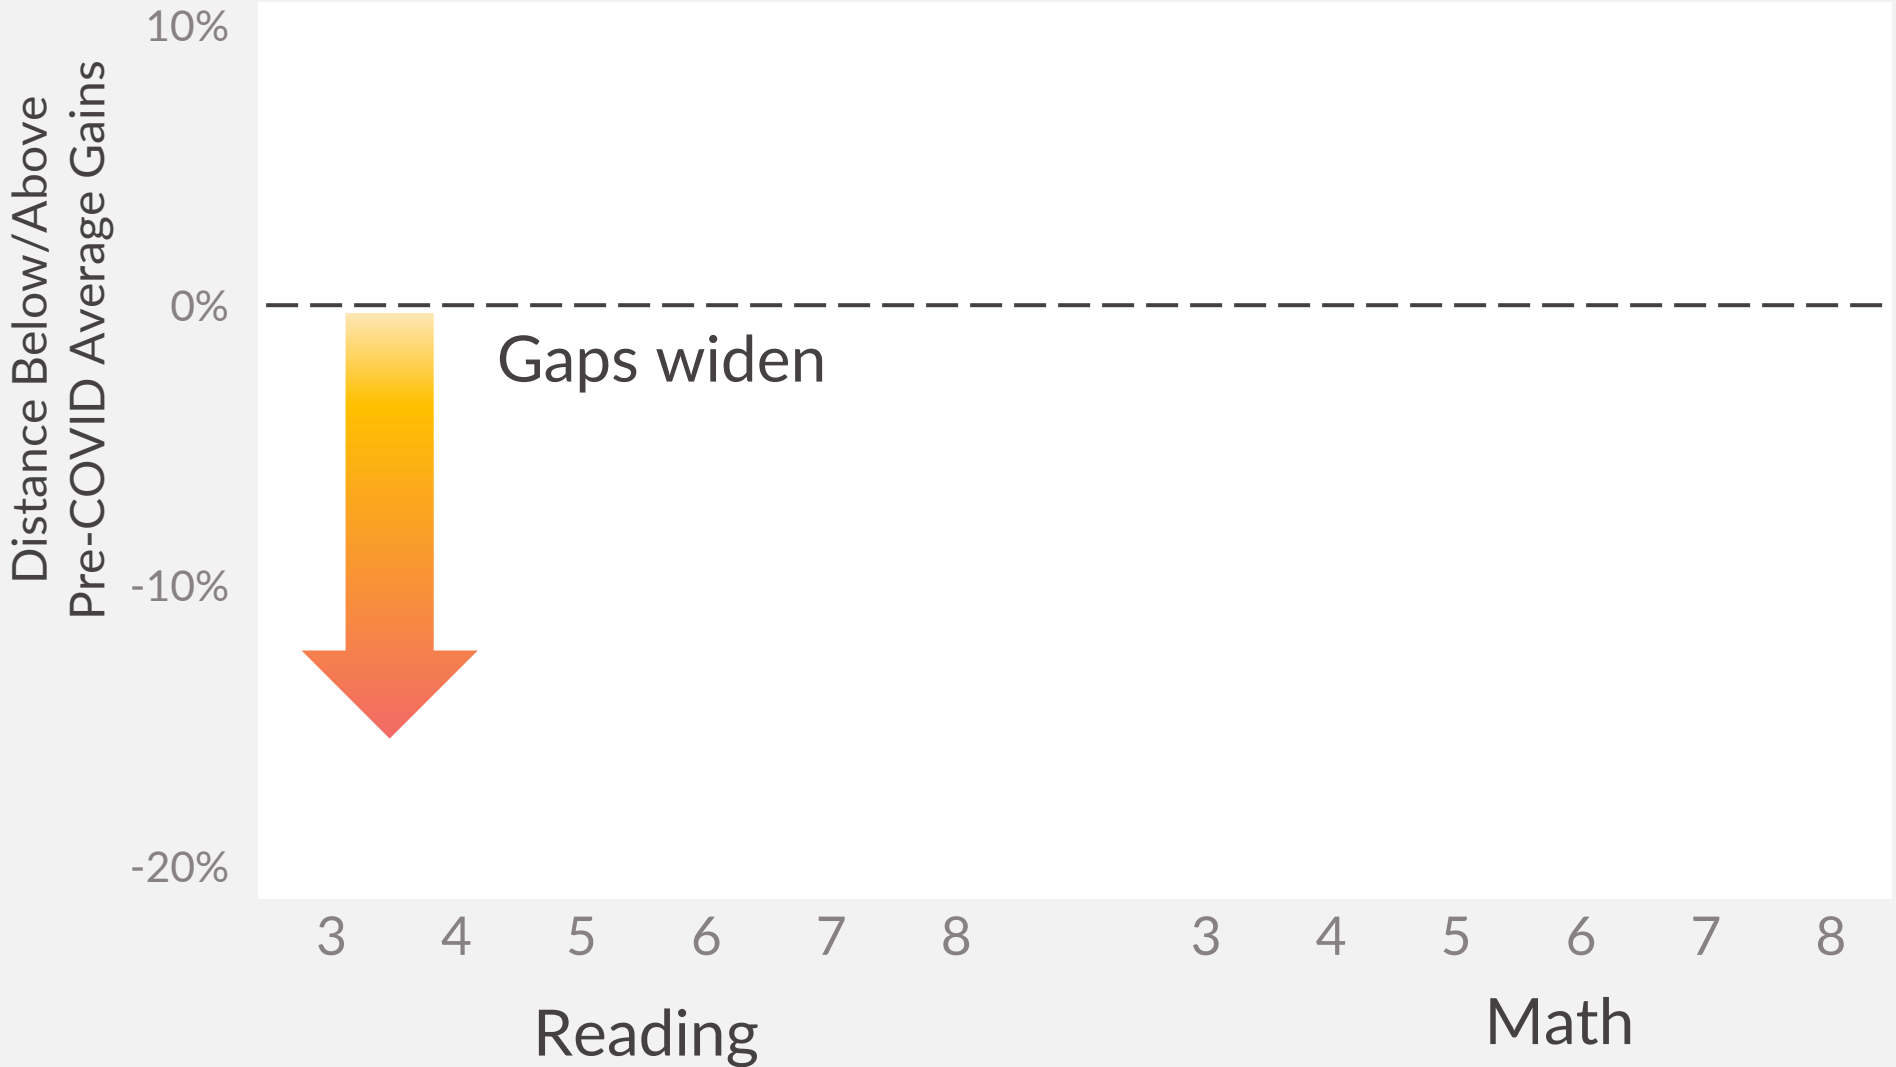 Distance Below/Above
Pre-COVID Average Gains
10%
0%
Gaps widen
-10%
-20%
3 4 5 6 7 8 3 4 5 6 7 8
Reading Math